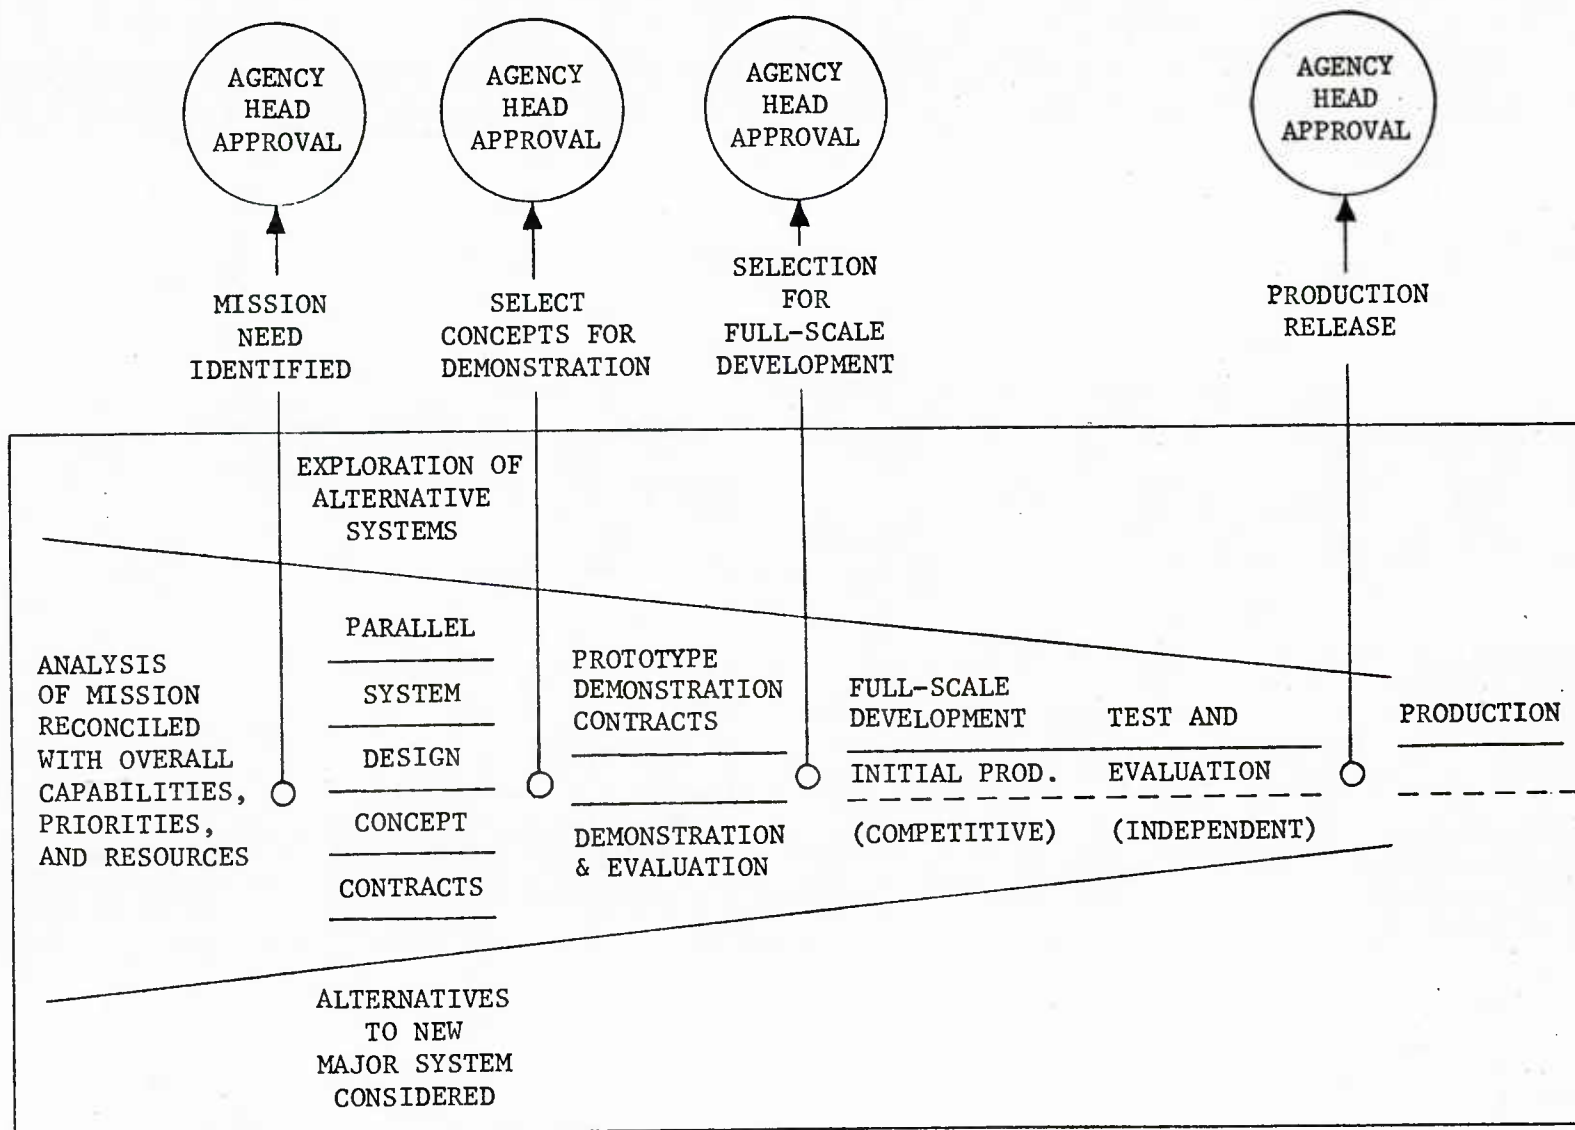 AGENCY
HEAD
APPROVAL
AGENCY
HEAD
APPROVAL
AGENCY
HEAD
APPROVAL
AGENCY
HEAD
APPROVAL
MISSION
NEED
IDENTIFIED
SELECT
CONCEPTS FOR
DEMONSTRATION
SELECTION
FOR
FULL-SCALE
DEVELOPMENT
PRODUCTION
RELEASE
EXPLORATION OF
ALTERNATIVE
SYSTEMS
ANALYSIS
OF MISSION
RECONCILED
WITH OVERALL
CAPABILITIES,
PRIORITIES,
AND RESOURCES
PARALLEL
SYSTEM
DESIGN
CONCEPT
CONTRACTS
PROTOTYPE
DEMONSTRATION
CONTRACTS
DEMONSTRATION
& EVALUATION
FULL-SCALE
DEVELOPMENT
INITIAL PROD.
(COMPETITIVE)
TEST AND
EVALUATION
(INDEPENDENT)
PRODUCTION
ALTERNATIVES
TO NEW
MAJOR SYSTEM
CONSIDERED